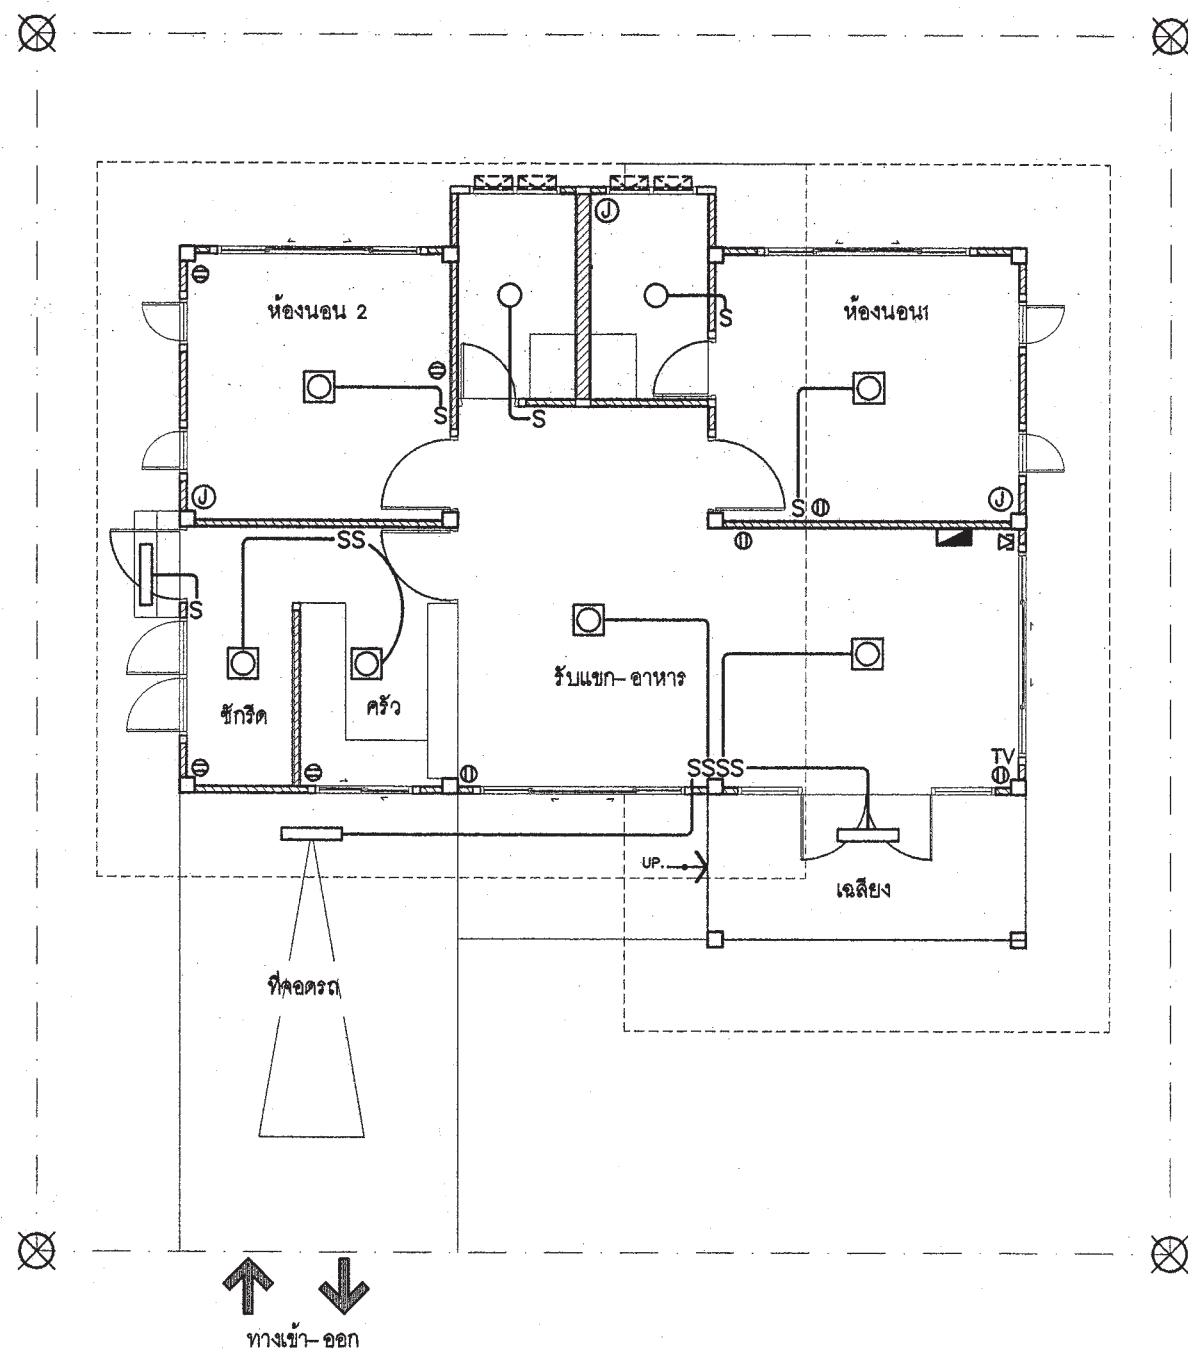 J
ห้องนอน 2
ห้องนอน1
S
S
S
S
J
J
SS
S
รับแขก-อาหาร
ครัว
ซักรีด
TV
SSSS
UP.
เฉลียง
ที่จอดรถ
ทางเข้า-ออก